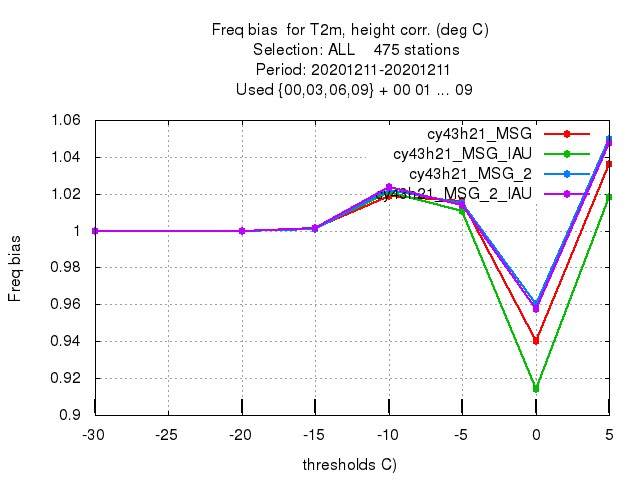 Freq bias  for T2m, height corr. (deg C)
Selection: ALL    475 stations
Period: 20201211-20201211
Used {00,03,06,09} + 00 01 ... 09
1.06
1.04
1.02
1
0.98
0.96
0.94
0.92
0.9
Freq bias
cy43h21_MSG
cy43h21_MSG_IAU
cy43h21_MSG_2
cy43h21_MSG_2_IAU
-30 -25 -20 -15 -10 -5 0 5
thresholds C)